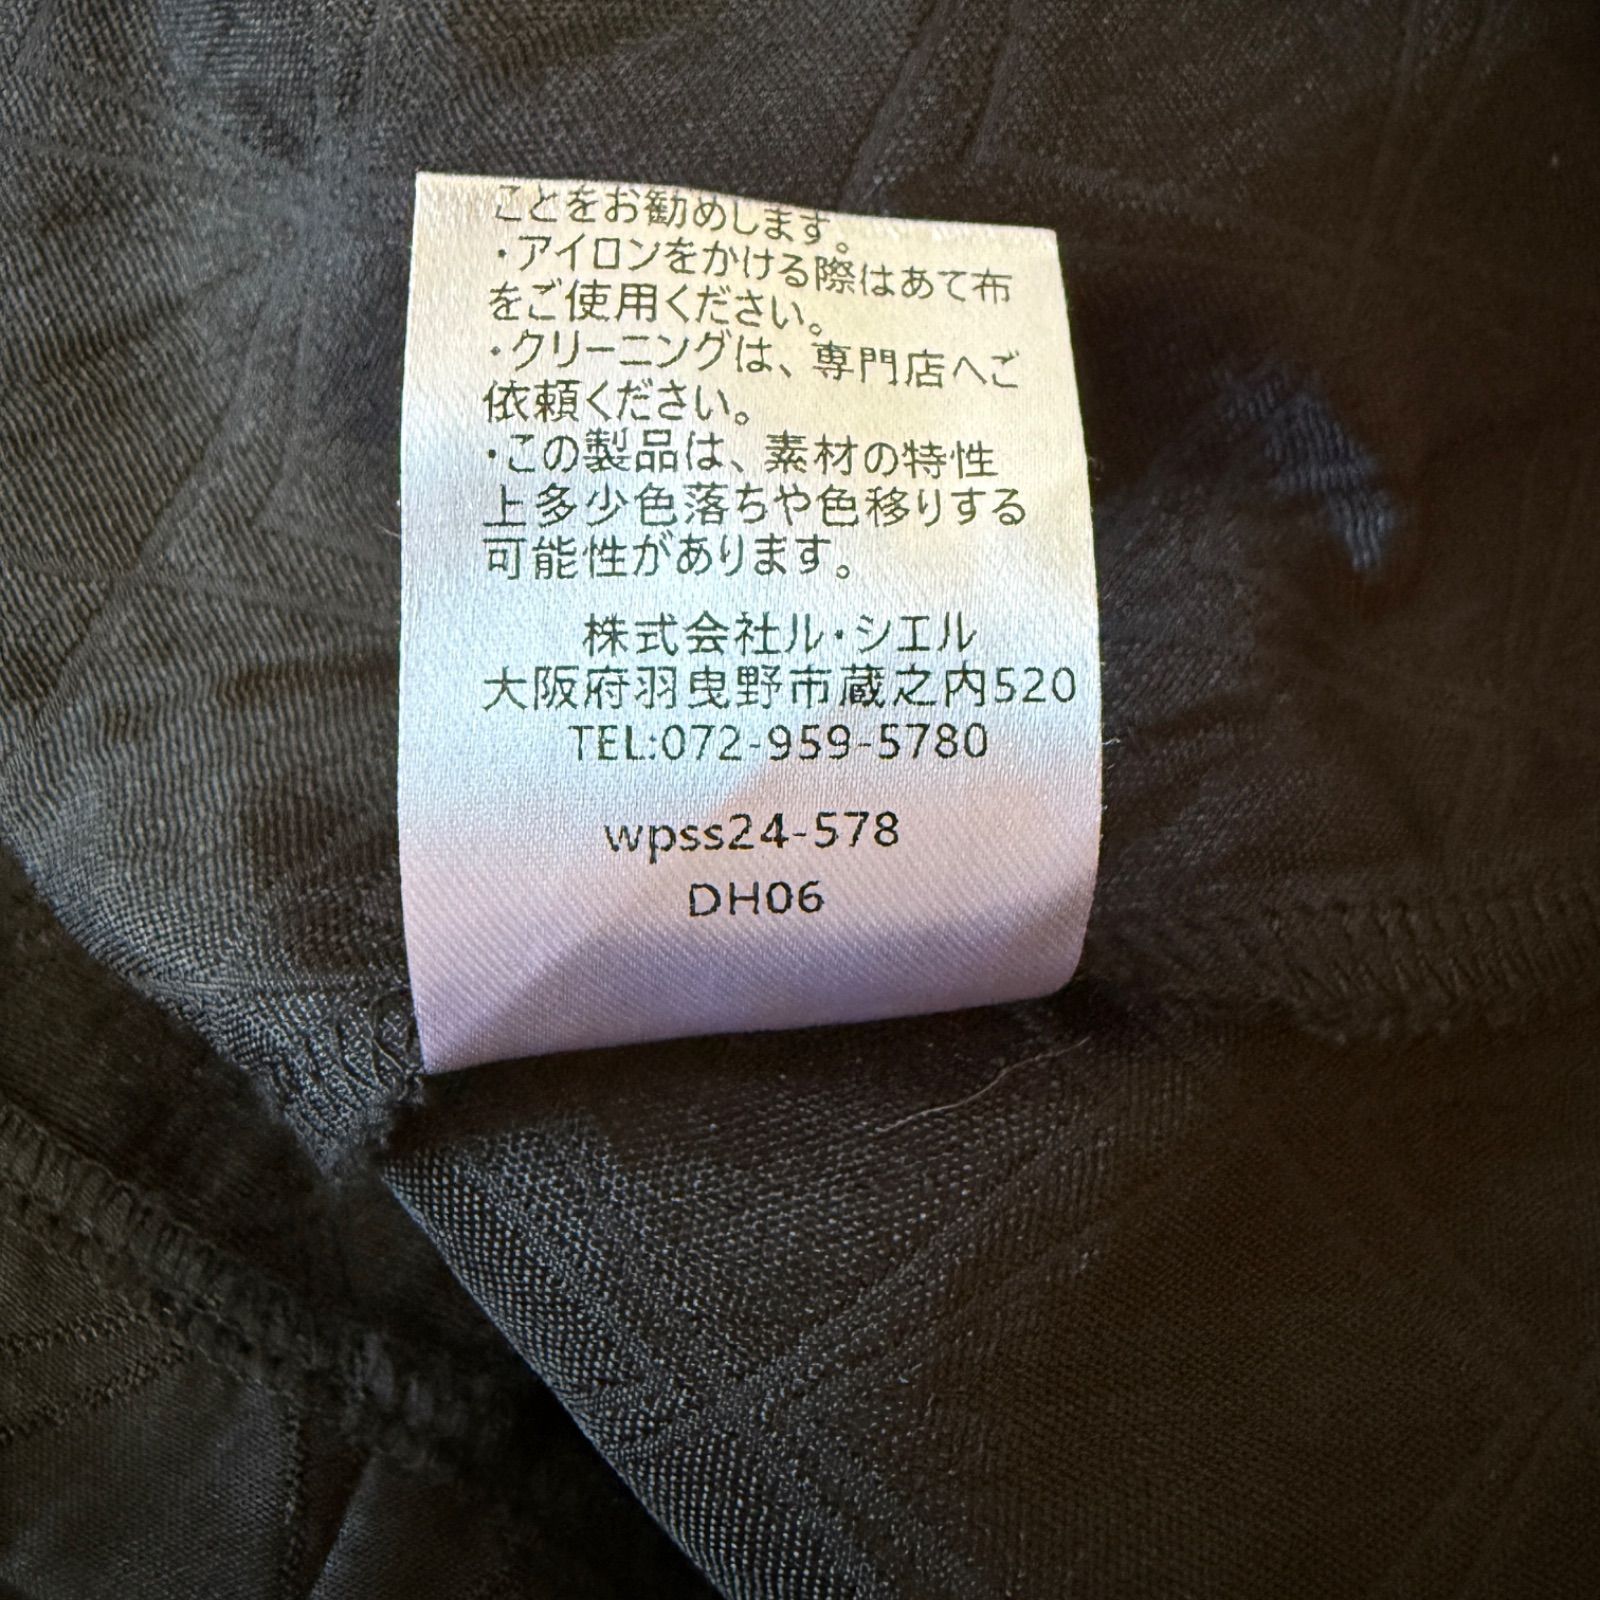 ことをお勧めします。
・アイロンをかける際はあて布
をご使用ください。
・クリーニングは、専門店へご
依頼ください。
・この製品は、素材の特性
上多少色落ちや色移りする
可能性があります。
株式会社ル・シエル
大阪府羽曳野市蔵之内520
TEL:072-959-5780
wpss24-578
DH06